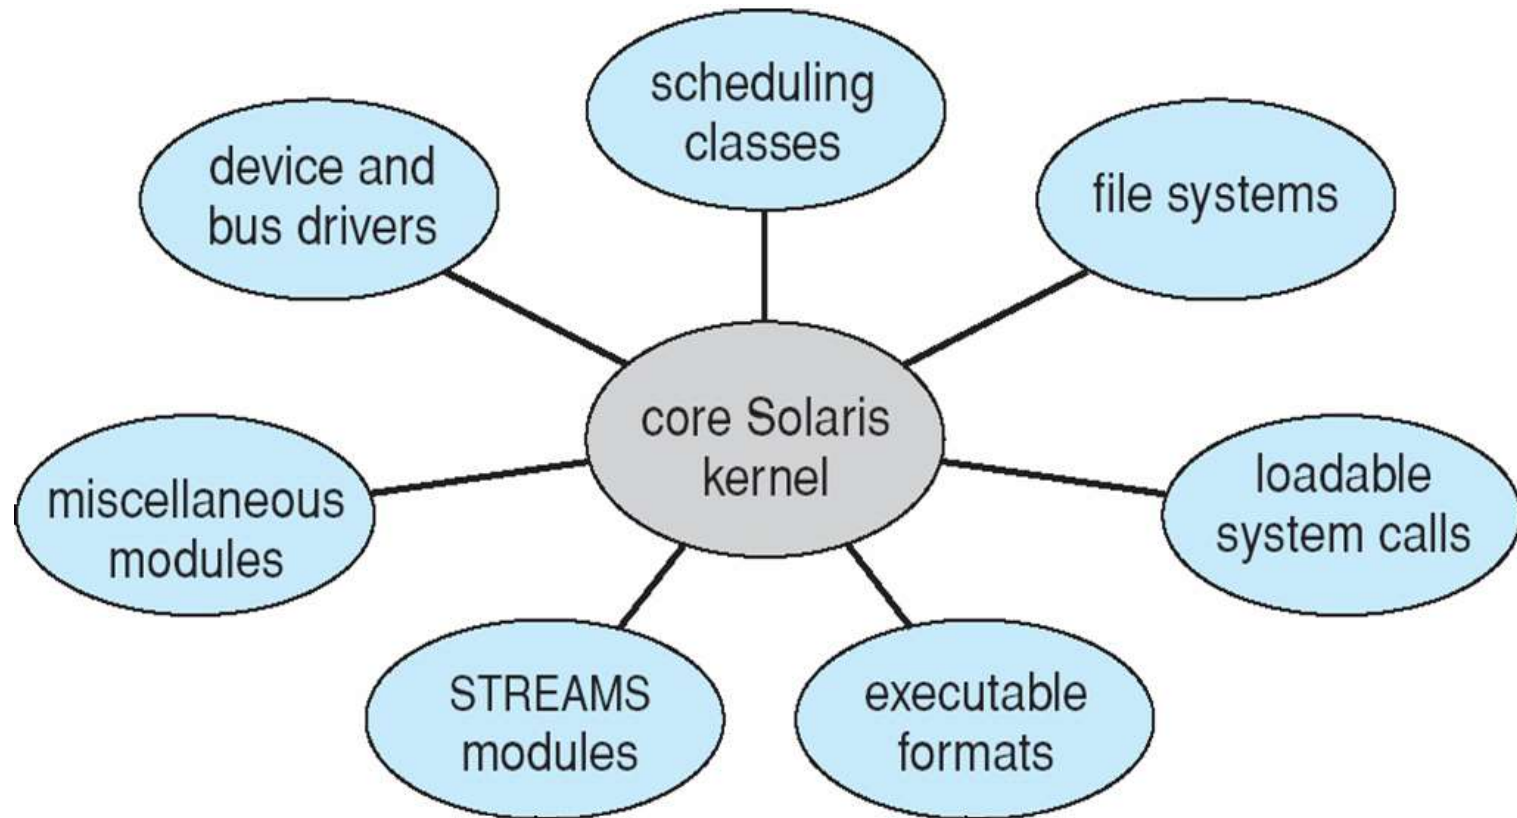 scheduling
classes
device and
bus drivers
file systems
core Solaris
kernel
miscellaneous
modules
loadable
system calls
STREAMS
modules
executable
formats